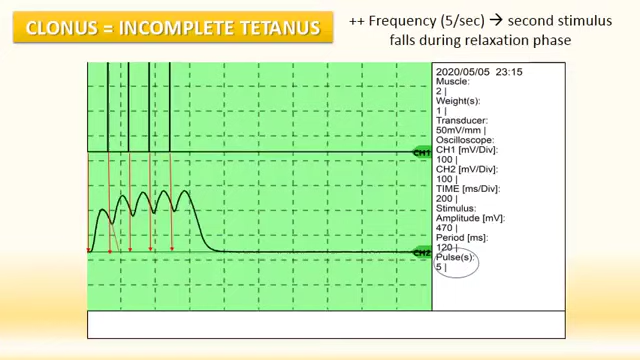 CLONUS = INCOMPLETE TETANUS
++ Frequency (5/sec) → second stimulus
falls during relaxation phase
2020/05/05 23:15
Muscle:
2 |
Weight(s):
1 |
Transducer:
50mV/mm |
Oscilloscope:
CH1 [mV/Div]
100 |
CH2 [mV/Div]
100 |
TIME [ms/Div]
200 |
Stimulus:
Amplitude [mV]:
470 |
Period [ms]:
120 |
Pulse(s):
5 |
CH1
CH2